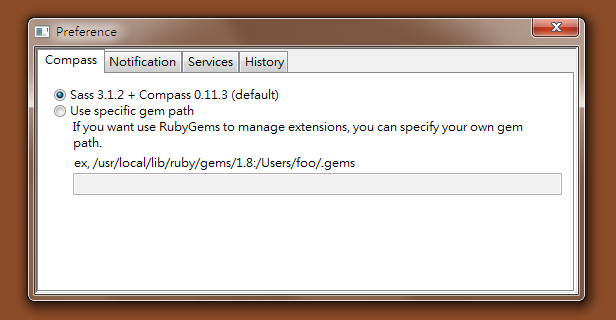 Preference
Compass Notification Services History
Sass 3.1.2 + Compass 0.11.3 (default)
Use specific gem path
If you want use RubyGems to manage extensions, you can specify your own gem
path.
ex, /usr/local/lib/ruby/gems/1.8:/Users/foo/.gems